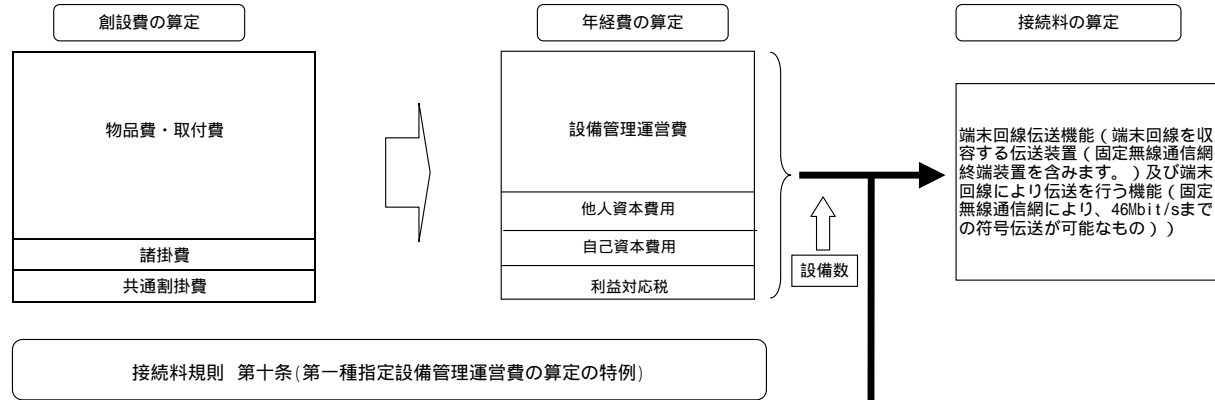 創設費の算定
年経費の算定
接続料の算定
物品費・取付費
諸掛費
共通割掛費
設備管理運営費
他人資本費用
自己資本費用
利益対応税
設備数
端末回線伝送機能(端末回線を収
容する伝送装置(固定無線通信網
終端装置を含みます。)及び端末
回線により伝送を行う機能(固定
無線通信網により、46Mbit/sまで
の符号伝送が可能なもの))
接続料規則 第十条(第一種指定設備管理運営費の算定の特例)